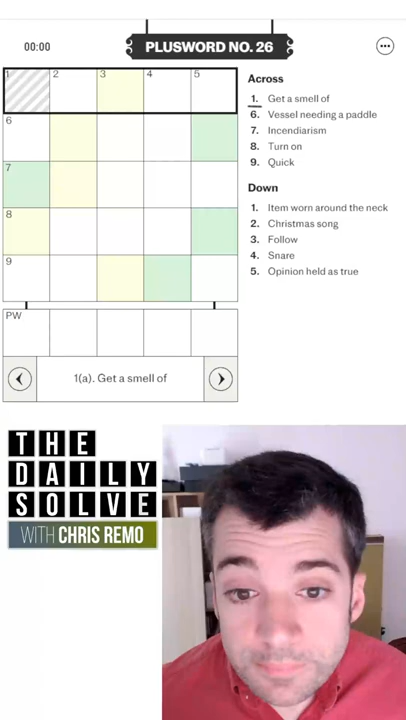 00:00
PLUSWORD NO. 26
1
2
3
4
5
6
7
8
9
PW
Across
1. Get a smell of
6. Vessel needing a paddle
7. Incendiarism
8. Turn on
9. Quick
Down
1. Item worn around the neck
2. Christmas song
3. Follow
4. Snare
5. Opinion held as true
1(a). Get a smell of
THE
DAILY
SOLVE
WITH CHRIS REMO